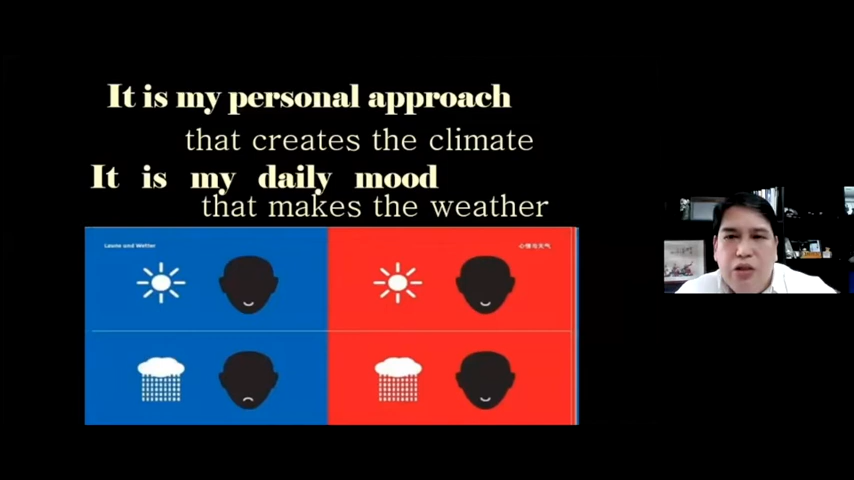 It is my personal approach
that creates the climate
It is my daily mood
that makes the weather
Laune und Wetter
心情与天气